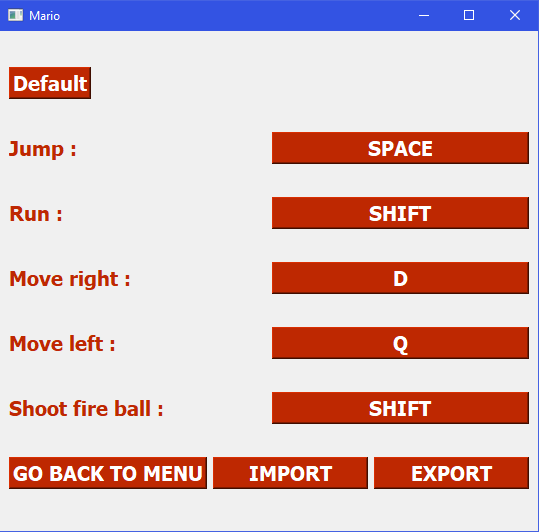 Mario
Default
Jump : SPACE
Run : SHIFT
Move right : D
Move left : Q
Shoot fire ball : SHIFT
GO BACK TO MENU IMPORT EXPORT